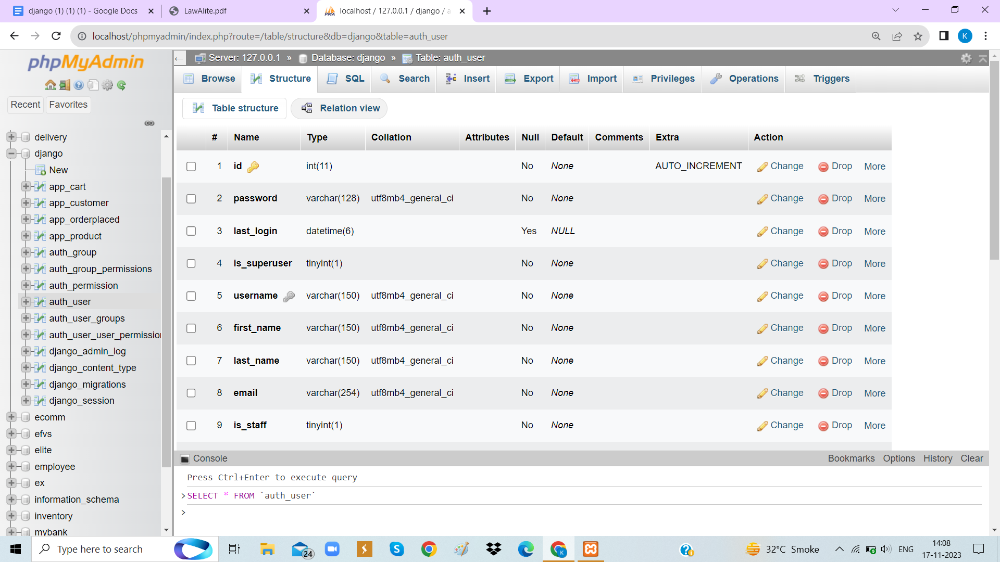 django (1) (1) (1) - Google Docs
LawAlite.pdf
localhost / 127.0.0.1 / django / a
localhost/phpmyadmin/index.php?route=/table/structure&db=django&table=auth_user
K
phpMyAdmin
Recent
Favorites
delivery
django
New
app_cart
app_customer
app_orderplaced
app_product
auth_group
auth_group_permissions
auth_permission
auth_user
auth_user_groups
auth_user_user_permission
django_admin_log
django_content_type
django_migrations
django_session
ecomm
efvs
elite
employee
ex
information_schema
inventory
mybank
Server: 127.0.0.1 » Database: django » Table: auth_user
Browse Structure SQL Search Insert Export Import Privileges Operations Triggers
Table structure Relation view
# Name Type Collation Attributes Null Default Comments Extra Action
1 id int(11) No None AUTO_INCREMENT Change Drop More
2 password varchar(128) utf8mb4_general_ci No None Change Drop More
3 last_login datetime(6) Yes NULL Change Drop More
4 is_superuser tinyint(1) No None Change Drop More
5 username varchar(150) utf8mb4_general_ci No None Change Drop More
6 first_name varchar(150) utf8mb4_general_ci No None Change Drop More
7 last_name varchar(150) utf8mb4_general_ci No None Change Drop More
8 email varchar(254) utf8mb4_general_ci No None Change Drop More
9 is_staff tinyint(1) No None Change Drop More
Console Bookmarks Options History Clear
Press Ctrl+Enter to execute query
>SELECT * FROM `auth_user`
>
Type here to search
24
32°C Smoke
ENG
14:08
17-11-2023